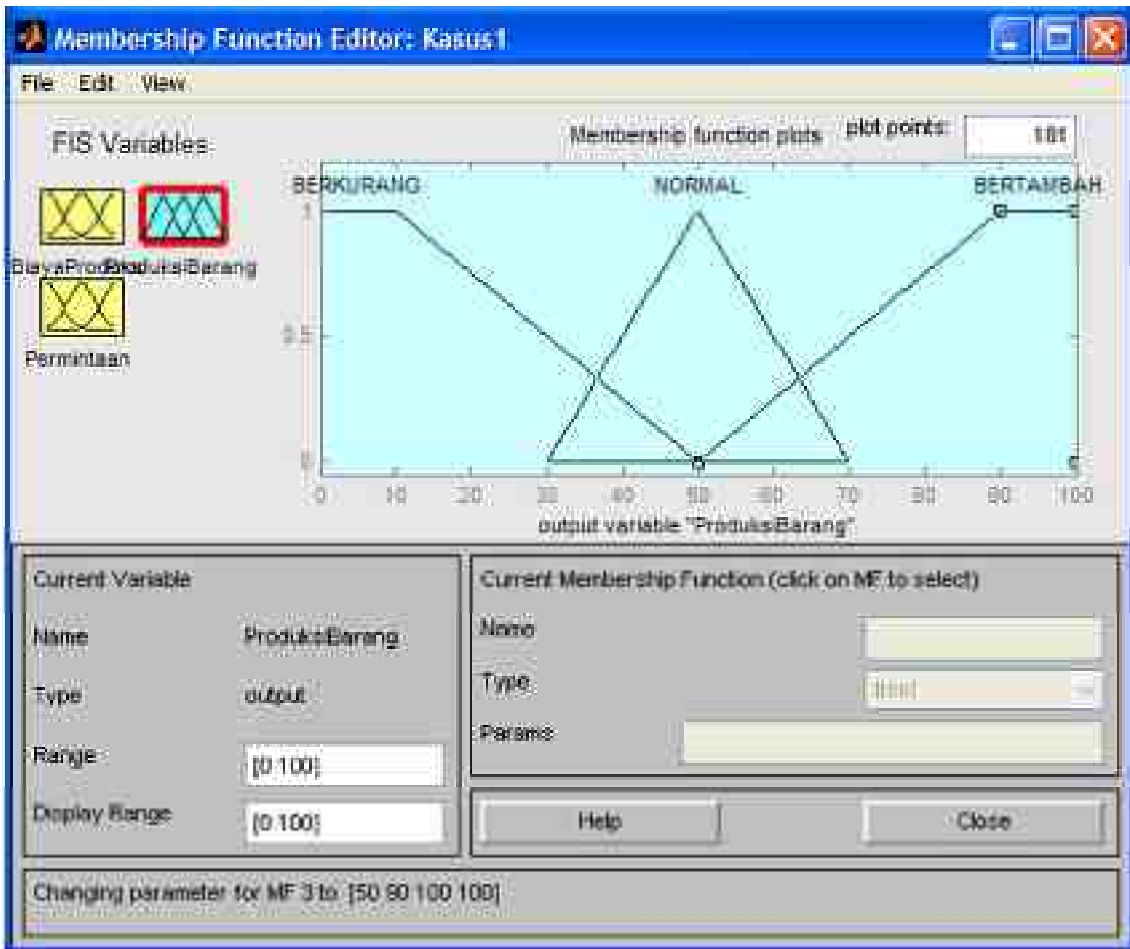 Membership Function Editor: Kasus1
File Edit View
FIS Variables
Membership function plots plot points: 181
BERKURANG NORMAL BERTAMBAH
1
0.5
0
0 10 20 30 40 50 60 70 80 90 100
output variable "ProduksiBarang"
ProduksiBarang
Permintaan
Current Variable
Name ProduksiBarang
Type output
Range [0 100]
Display Range [0 100]
Current Membership Function (click on MF to select)
Name
Type
Params
Help Close
Changing parameter for MF 3 to [50 90 100 100]